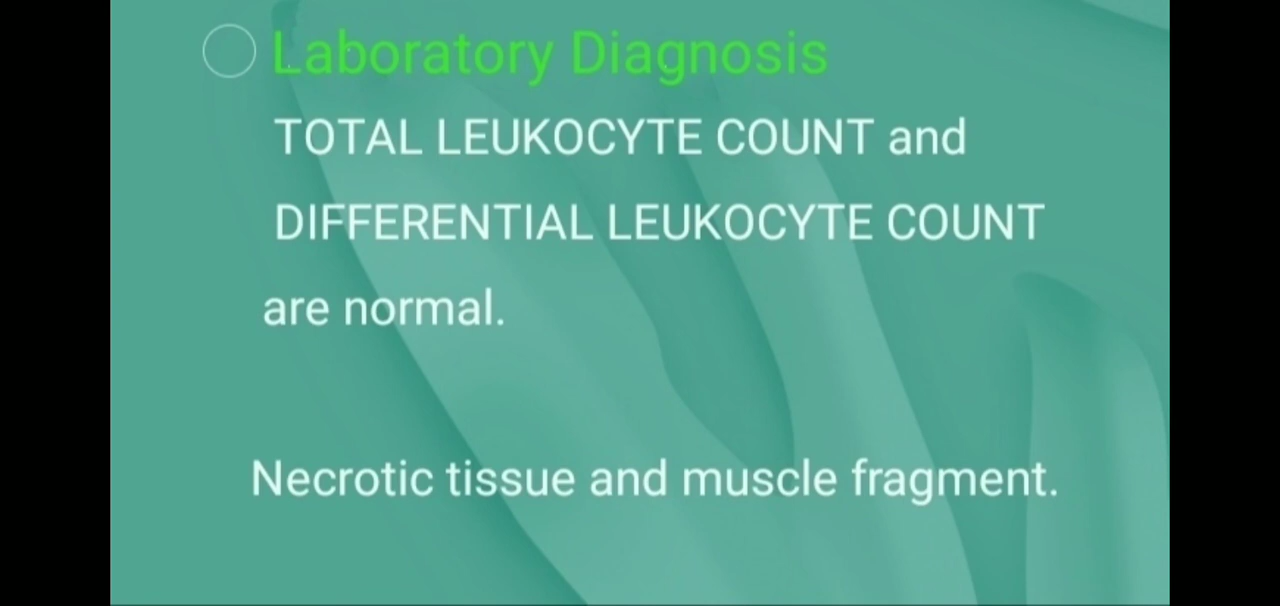 Laboratory Diagnosis
TOTAL LEUKOCYTE COUNT and
DIFFERENTIAL LEUKOCYTE COUNT
are normal.
Necrotic tissue and muscle fragment.